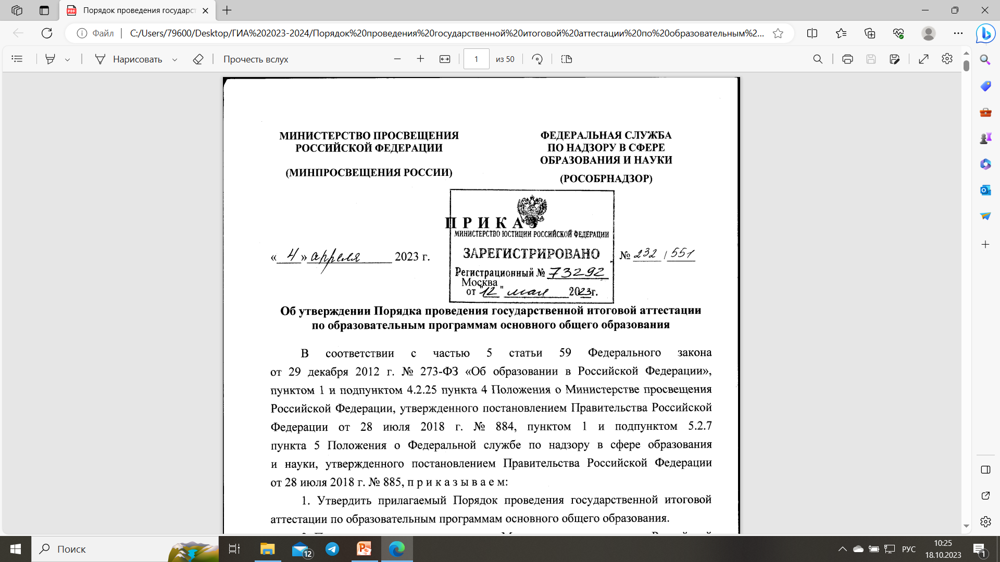 Порядок проведения государст
Файл
C:/Users/79600/Desktop/ГИА%202023-2024/Порядок%20проведения%20государственной%20итоговой%20аттестации%20по%20образовательным%2...
Нарисовать
Прочесть вслух
1
из 50
МИНИСТЕРСТВО ПРОСВЕЩЕНИЯ
РОССИЙСКОЙ ФЕДЕРАЦИИ
(МИНПРОСВЕЩЕНИЯ РОССИИ)
ФЕДЕРАЛЬНАЯ СЛУЖБА
ПО НАДЗОРУ В СФЕРЕ
ОБРАЗОВАНИЯ И НАУКИ
(РОСОБРНАДЗОР)
П Р И К А З
МИНИСТЕРСТВО ЮСТИЦИИ РОССИЙСКОЙ ФЕДЕРАЦИИ
ЗАРЕГИСТРИРОВАНО
Регистрационный № 73292
от "12" мая 2023г.
« 4 » апреля 2023 г.
№ 232 / 551
Москва
Об утверждении Порядка проведения государственной итоговой аттестации
по образовательным программам основного общего образования
В соответствии с частью 5 статьи 59 Федерального закона
от 29 декабря 2012 г. № 273-ФЗ «Об образовании в Российской Федерации»,
пунктом 1 и подпунктом 4.2.25 пункта 4 Положения о Министерстве просвещения
Российской Федерации, утвержденного постановлением Правительства Российской
Федерации от 28 июля 2018 г. № 884, пунктом 1 и подпунктом 5.2.7
пункта 5 Положения о Федеральной службе по надзору в сфере образования
и науки, утвержденного постановлением Правительства Российской Федерации
от 28 июля 2018 г. № 885, п р и к а з ы в а е м:
1. Утвердить прилагаемый Порядок проведения государственной итоговой
аттестации по образовательным программам основного общего образования.
Поиск
12
РУС
10:25
18.10.2023
1